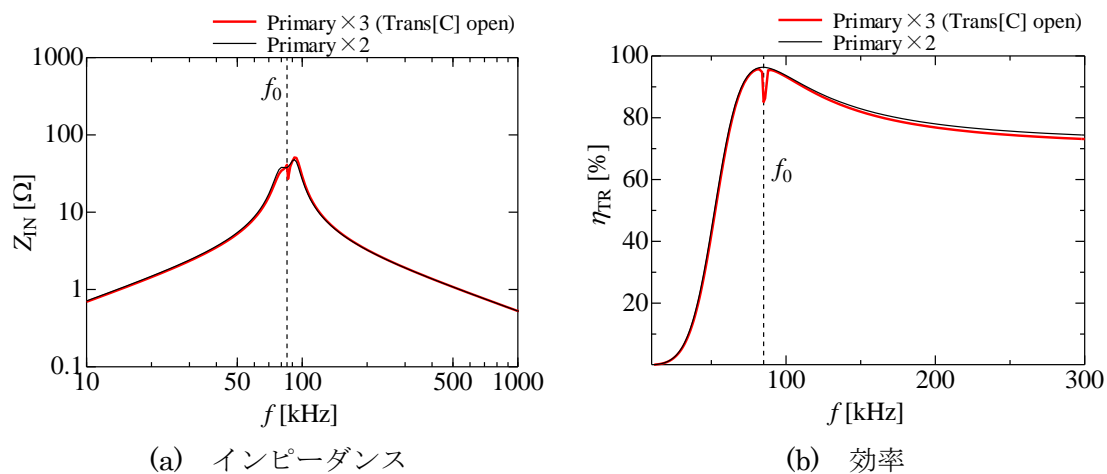 Primary×3 (Trans[C] open)
Primary×2
1000
100
10
1
0.1
Z_IN [Ω]
f_0
10
50
100
500
1000
f [kHz]
(a) インピーダンス
Primary×3 (Trans[C] open)
Primary×2
100
80
60
40
20
η_TR [%]
f_0
100
200
300
f [kHz]
(b) 効率